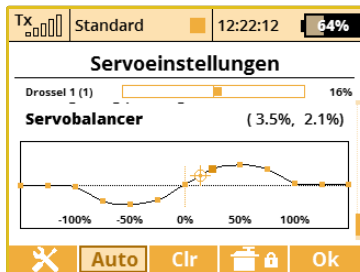 Tx Standard 12:22:12 64%
Servoeinstellungen
Drossel 1 (1) 16%
Servobalancer ( 3.5%, 2.1%)
-100% -50% 0% 50% 100%
Auto Clr Ok